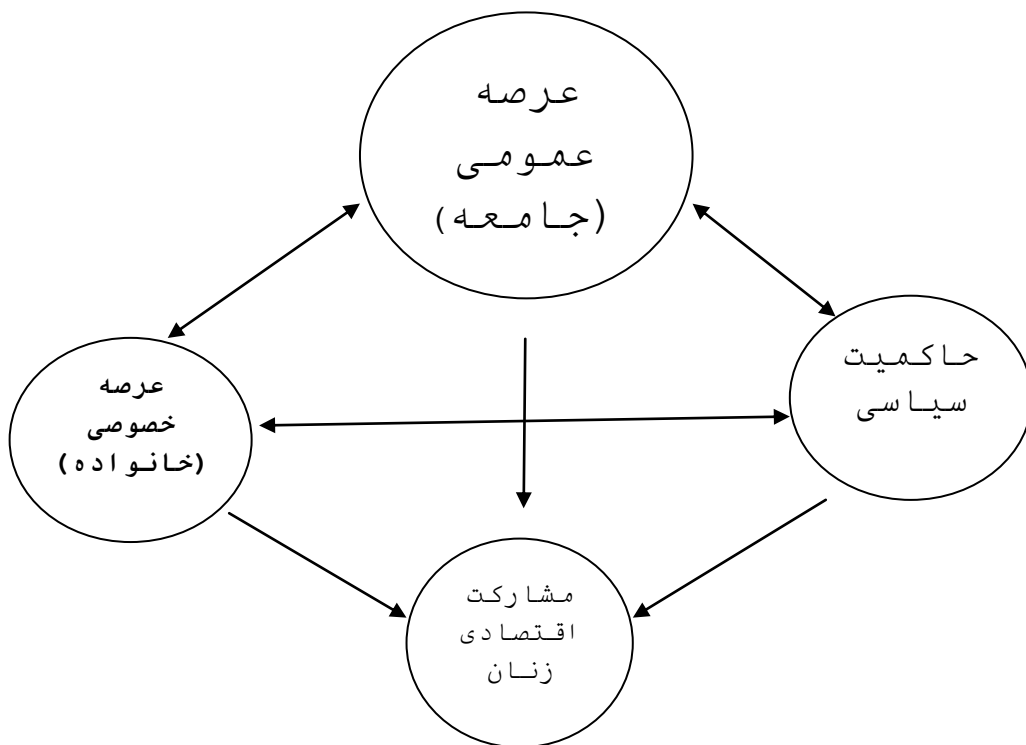 عرصه
عمومی
(جامعه)
حاکمیت
سیاسی
عرصه
خصوصی
(خانواده)
مشارکت
اقتصادی
زنان